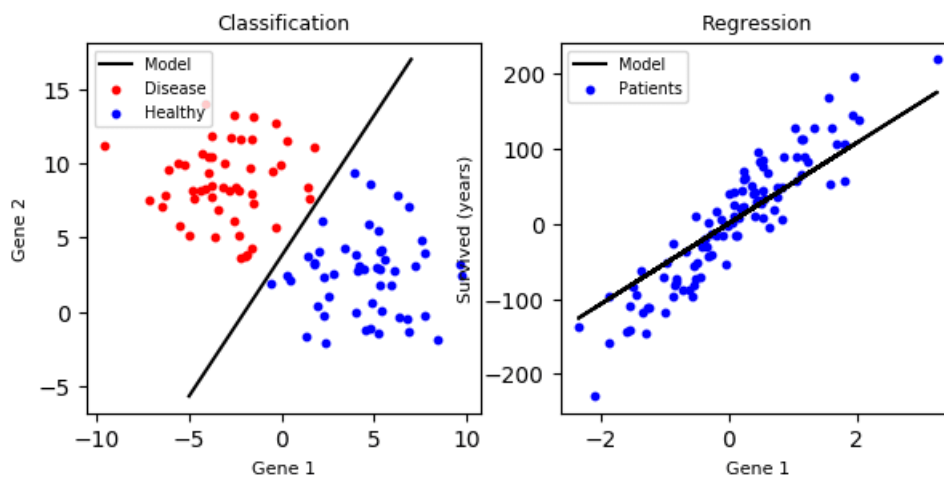 Classification
Model
Disease
Healthy
15
10
5
0
−5
Gene 2
−10
−5
0
5
10
Gene 1
Regression
Model
Patients
200
100
0
−100
−200
Survived (years)
−2
0
2
Gene 1